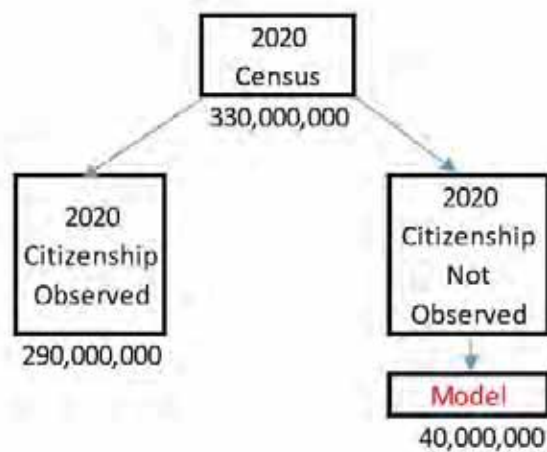 2020
Census
330,000,000
2020
Citizenship
Observed
290,000,000
2020
Citizenship
Not
Observed
Model
40,000,000